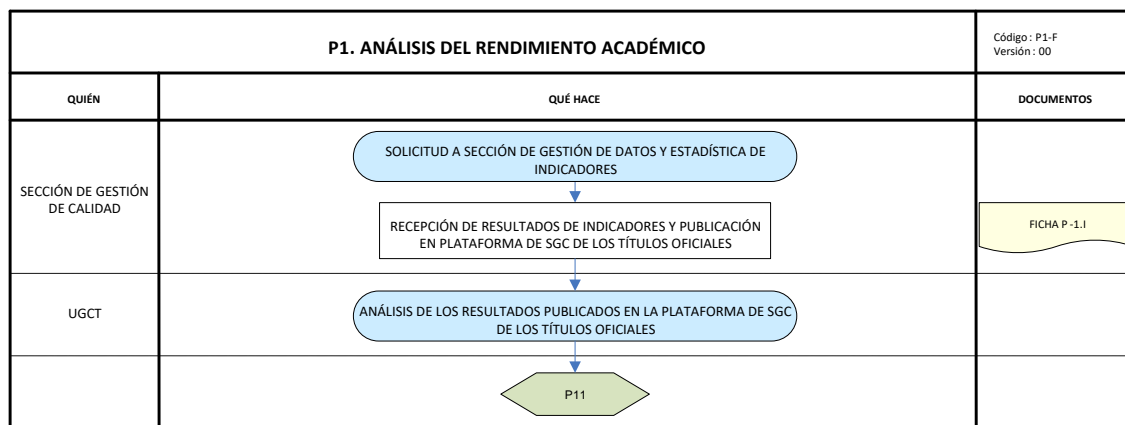 P1. ANÁLISIS DEL RENDIMIENTO ACADÉMICO
Código : P1-F
Versión : 00
QUIÉN
QUÉ HACE
DOCUMENTOS
SECCIÓN DE GESTIÓN
DE CALIDAD
SOLICITUD A SECCIÓN DE GESTIÓN DE DATOS Y ESTADÍSTICA DE
INDICADORES
RECEPCIÓN DE RESULTADOS DE INDICADORES Y PUBLICACIÓN
EN PLATAFORMA DE SGC DE LOS TÍTULOS OFICIALES
FICHA P -1.I
UGCT
ANÁLISIS DE LOS RESULTADOS PUBLICADOS EN LA PLATAFORMA DE SGC
DE LOS TÍTULOS OFICIALES
P11